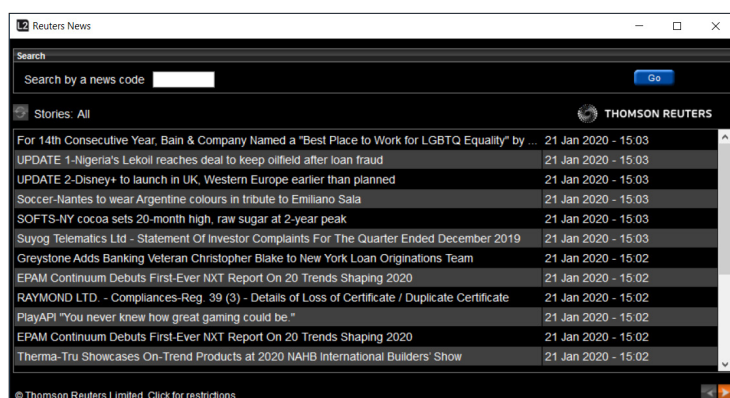 L2 Reuters News
Search
Search by a news code Go
Stories: All THOMSON REUTERS
For 14th Consecutive Year, Bain & Company Named a "Best Place to Work for LGBTQ Equality" by ... 21 Jan 2020 - 15:03
UPDATE 1-Nigeria's Lekoil reaches deal to keep oilfield after loan fraud 21 Jan 2020 - 15:03
UPDATE 2-Disney+ to launch in UK, Western Europe earlier than planned 21 Jan 2020 - 15:03
Soccer-Nantes to wear Argentine colours in tribute to Emiliano Sala 21 Jan 2020 - 15:03
SOFTS-NY cocoa sets 20-month high, raw sugar at 2-year peak 21 Jan 2020 - 15:03
Suyog Telematics Ltd - Statement Of Investor Complaints For The Quarter Ended December 2019 21 Jan 2020 - 15:03
Greystone Adds Banking Veteran Christopher Blake to New York Loan Originations Team 21 Jan 2020 - 15:02
EPAM Continuum Debuts First-Ever NXT Report On 20 Trends Shaping 2020 21 Jan 2020 - 15:02
RAYMOND LTD. - Compliances-Reg. 39 (3) - Details of Loss of Certificate / Duplicate Certificate 21 Jan 2020 - 15:02
PlayAPI "You never knew how great gaming could be." 21 Jan 2020 - 15:02
EPAM Continuum Debuts First-Ever NXT Report On 20 Trends Shaping 2020 21 Jan 2020 - 15:02
Therma-Tru Showcases On-Trend Products at 2020 NAHB International Builders' Show 21 Jan 2020 - 15:02
© Thomson Reuters Limited. Click for restrictions